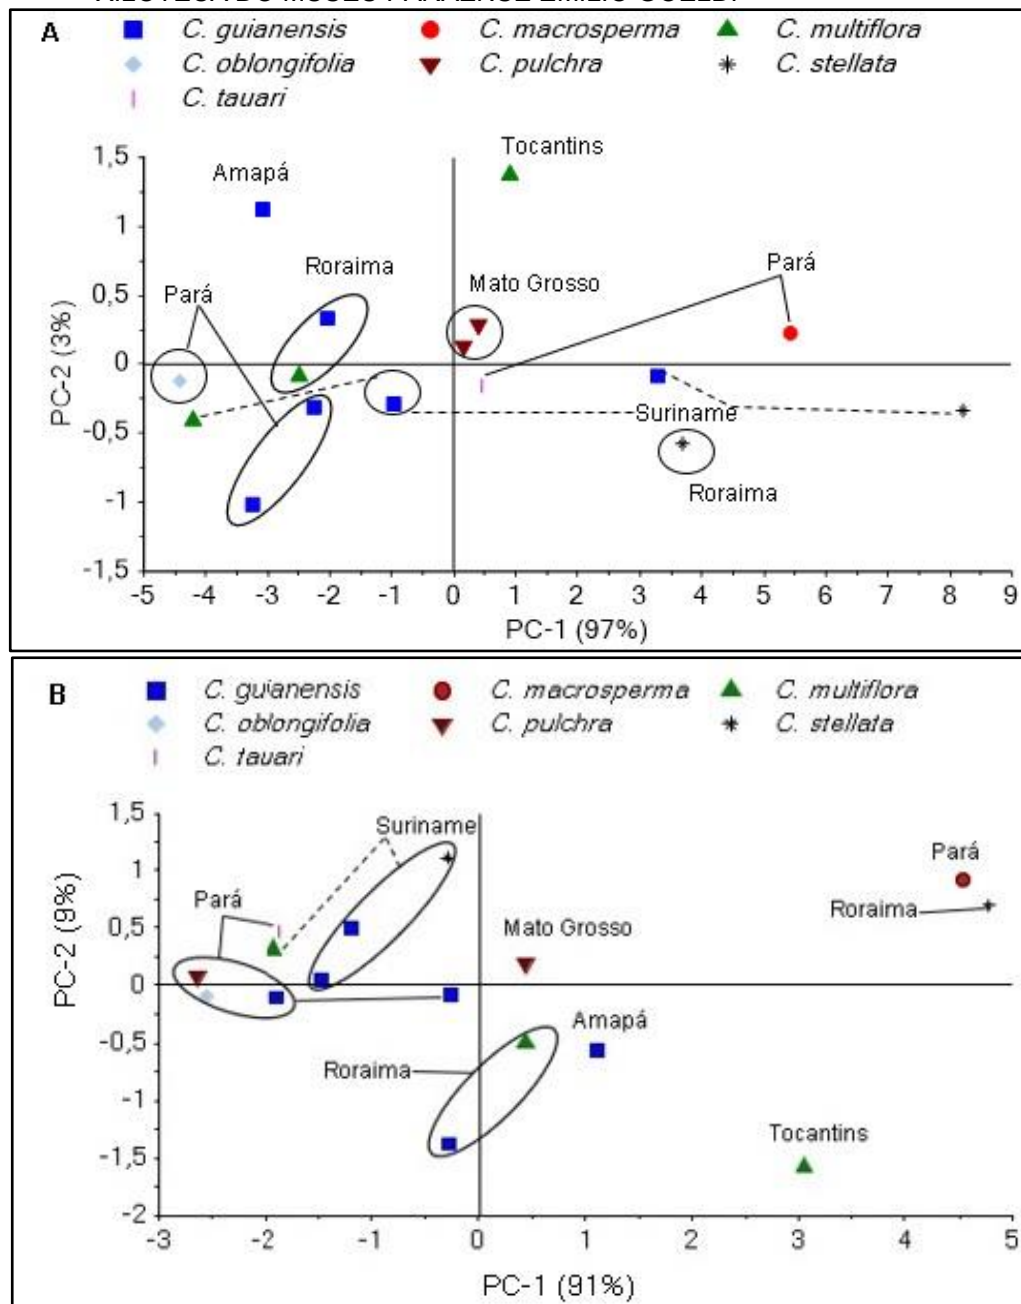 A
C. guianensis C. macrosperma C. multiflora
C. oblongifolia C. pulchra C. stellata
C. tauari
Tocantins
1,5
Amapá
1
Roraima
Pará
0,5
Mato Grosso
Pará
0
PC-2 (3%)
-0,5
Suriname
Roraima
-1
-1,5
-5 -4 -3 -2 -1 0 1 2 3 4 5 6 7 8 9
PC-1 (97%)
B
C. guianensis C. macrosperma C. multiflora
C. oblongifolia C. pulchra C. stellata
C. tauari
1,5
Suriname
1
Pará
Pará
Roraima
0,5
Mato Grosso
0
PC-2 (9%)
Amapá
-0,5
Roraima
-1
Tocantins
-1,5
-2
-3 -2 -1 0 1 2 3 4 5
PC-1 (91%)